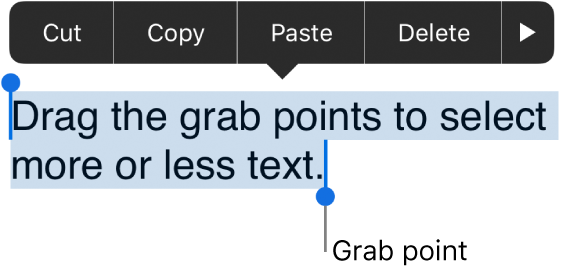 Cut Copy Paste Delete
Drag the grab points to select
more or less text.
Grab point